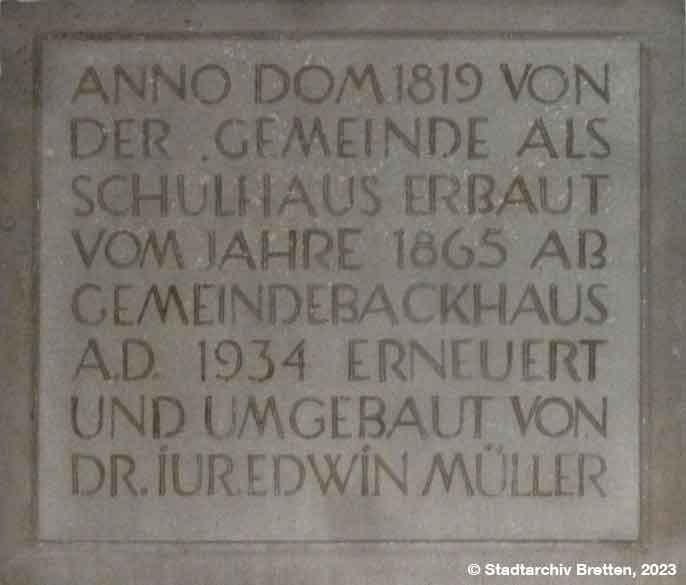 ANNO DOM 1819 VON
DER GEMEINDE ALS
SCHULHAUS ERBAUT
VOM JAHRE 1865 AB
GEMEINDEBACKHAUS
A.D. 1934 ERNEUERT
UND UMGEBAUT VON
DR. IUR. EDWIN MÜLLER
© Stadtarchiv Bretten, 2023